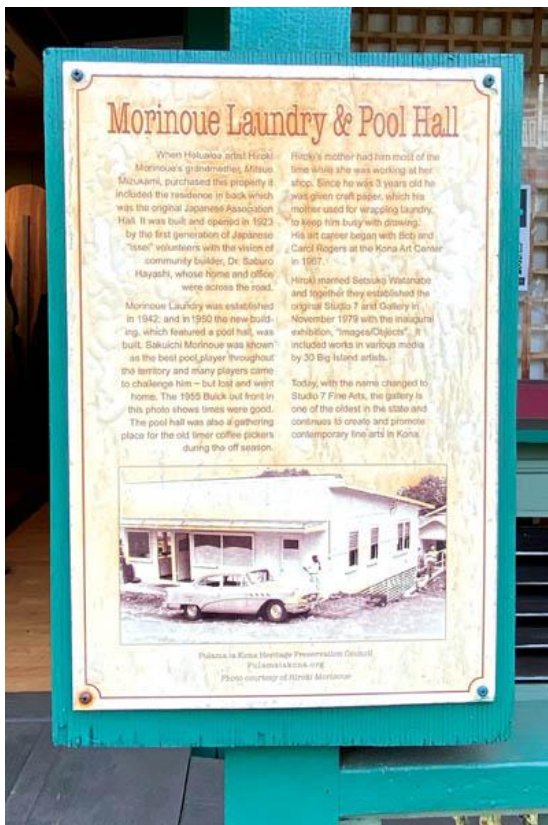 Morinoue Laundry & Pool Hall
When Holualoa artist Hiroki
Morinoue's grandmother, Mitsue
Mizukami, purchased this property it
included the residence in back which
was the original Japanese Association
Hall. It was built and opened in 1923
by the first generation of Japanese
"issei" volunteers with the vision of
community builder, Dr. Saburo
Hayashi, whose home and office
were across the road.
Morinoue Laundry was established
in 1942; and in 1950 the new build-
ing, which featured a pool hall, was
built. Sakuichi Morinoue was known
as the best pool player throughout
the territory and many players came
to challenge him – but lost and went
home. The 1955 Buick out front in
this photo shows times were good.
The pool hall was also a gathering
place for the old timer coffee pickers
during the off season.
Hiroki's mother had him most of the
time while she was working at her
shop. Since he was 3 years old he
was given craft paper, which his
mother used for wrapping laundry,
to keep him busy with drawing.
His art career began with Bob and
Carol Rogers at the Kona Art Center
in 1967.
Hiroki married Setsuko Watanabe
and together they established the
original Studio 7 and Gallery in
November 1979 with the inaugural
exhibition, "Images/Objects". It
included works in various media
by 30 Big Island artists.
Today, with the name changed to
Studio 7 Fine Arts, the gallery is
one of the oldest in the state and
continues to create and promote
contemporary fine arts in Kona.
Pulama ia Kona Heritage Preservation Council
Pulamaiakona.org
Photo courtesy of Hiroki Morinoue